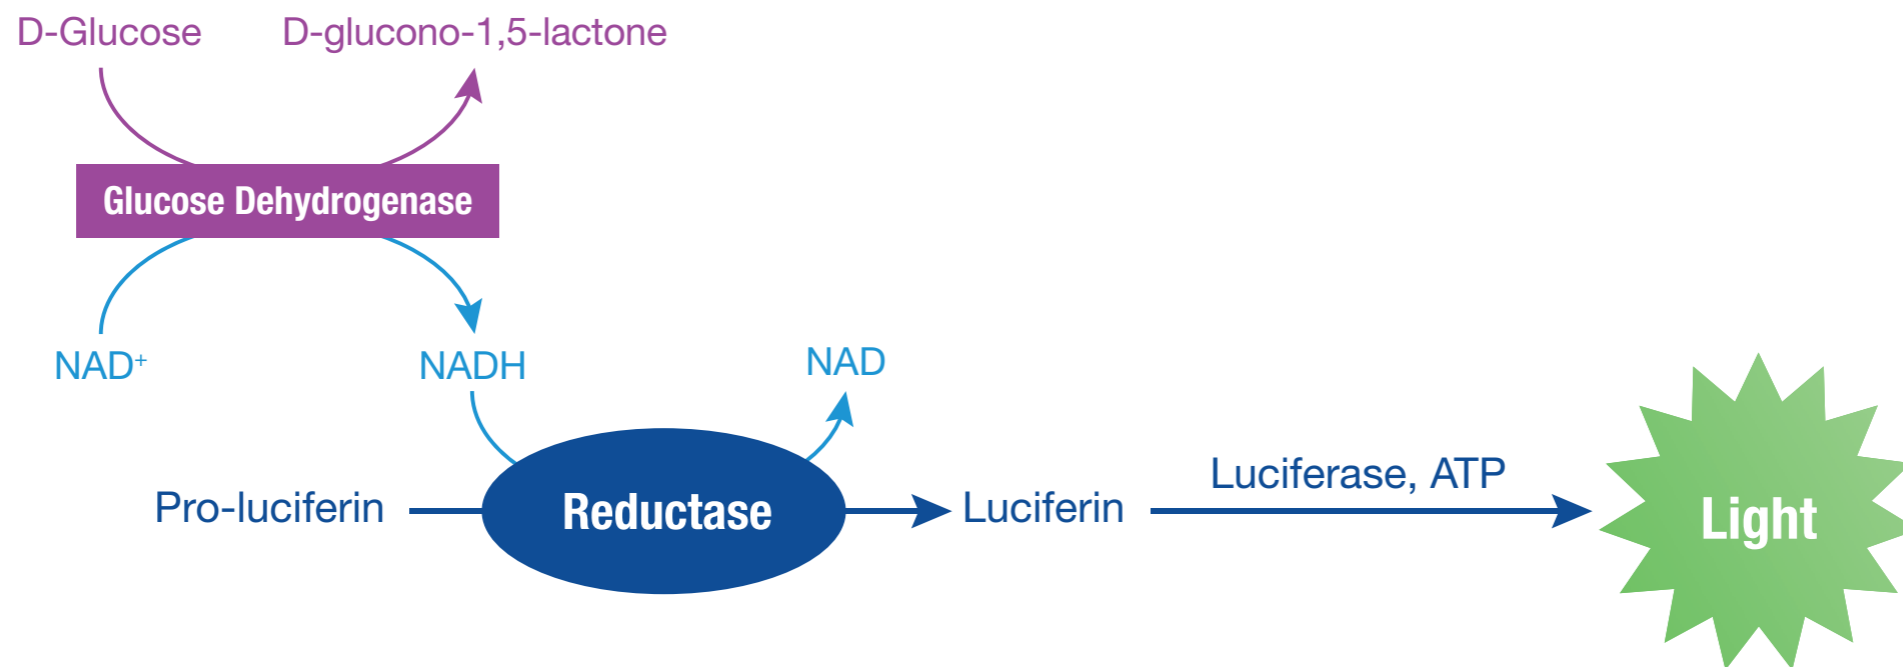 D-Glucose
D-glucono-1,5-lactone
Glucose Dehydrogenase
NAD⁺
NADH
NAD
Pro-luciferin
Reductase
Luciferin
Luciferase, ATP
Light